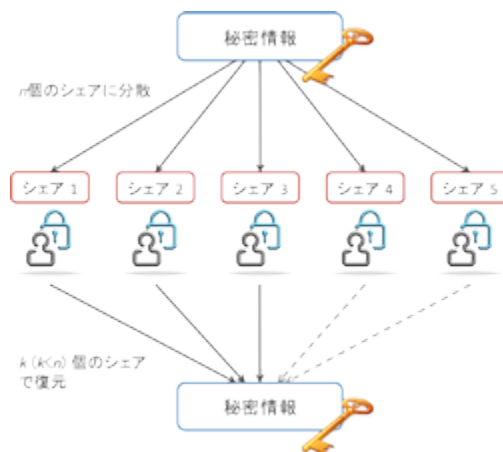 秘密情報
n個のシェアに分散
シェア 1
シェア 2
シェア 3
シェア 4
シェア 5
k (k<n) 個のシェア
で復元
秘密情報